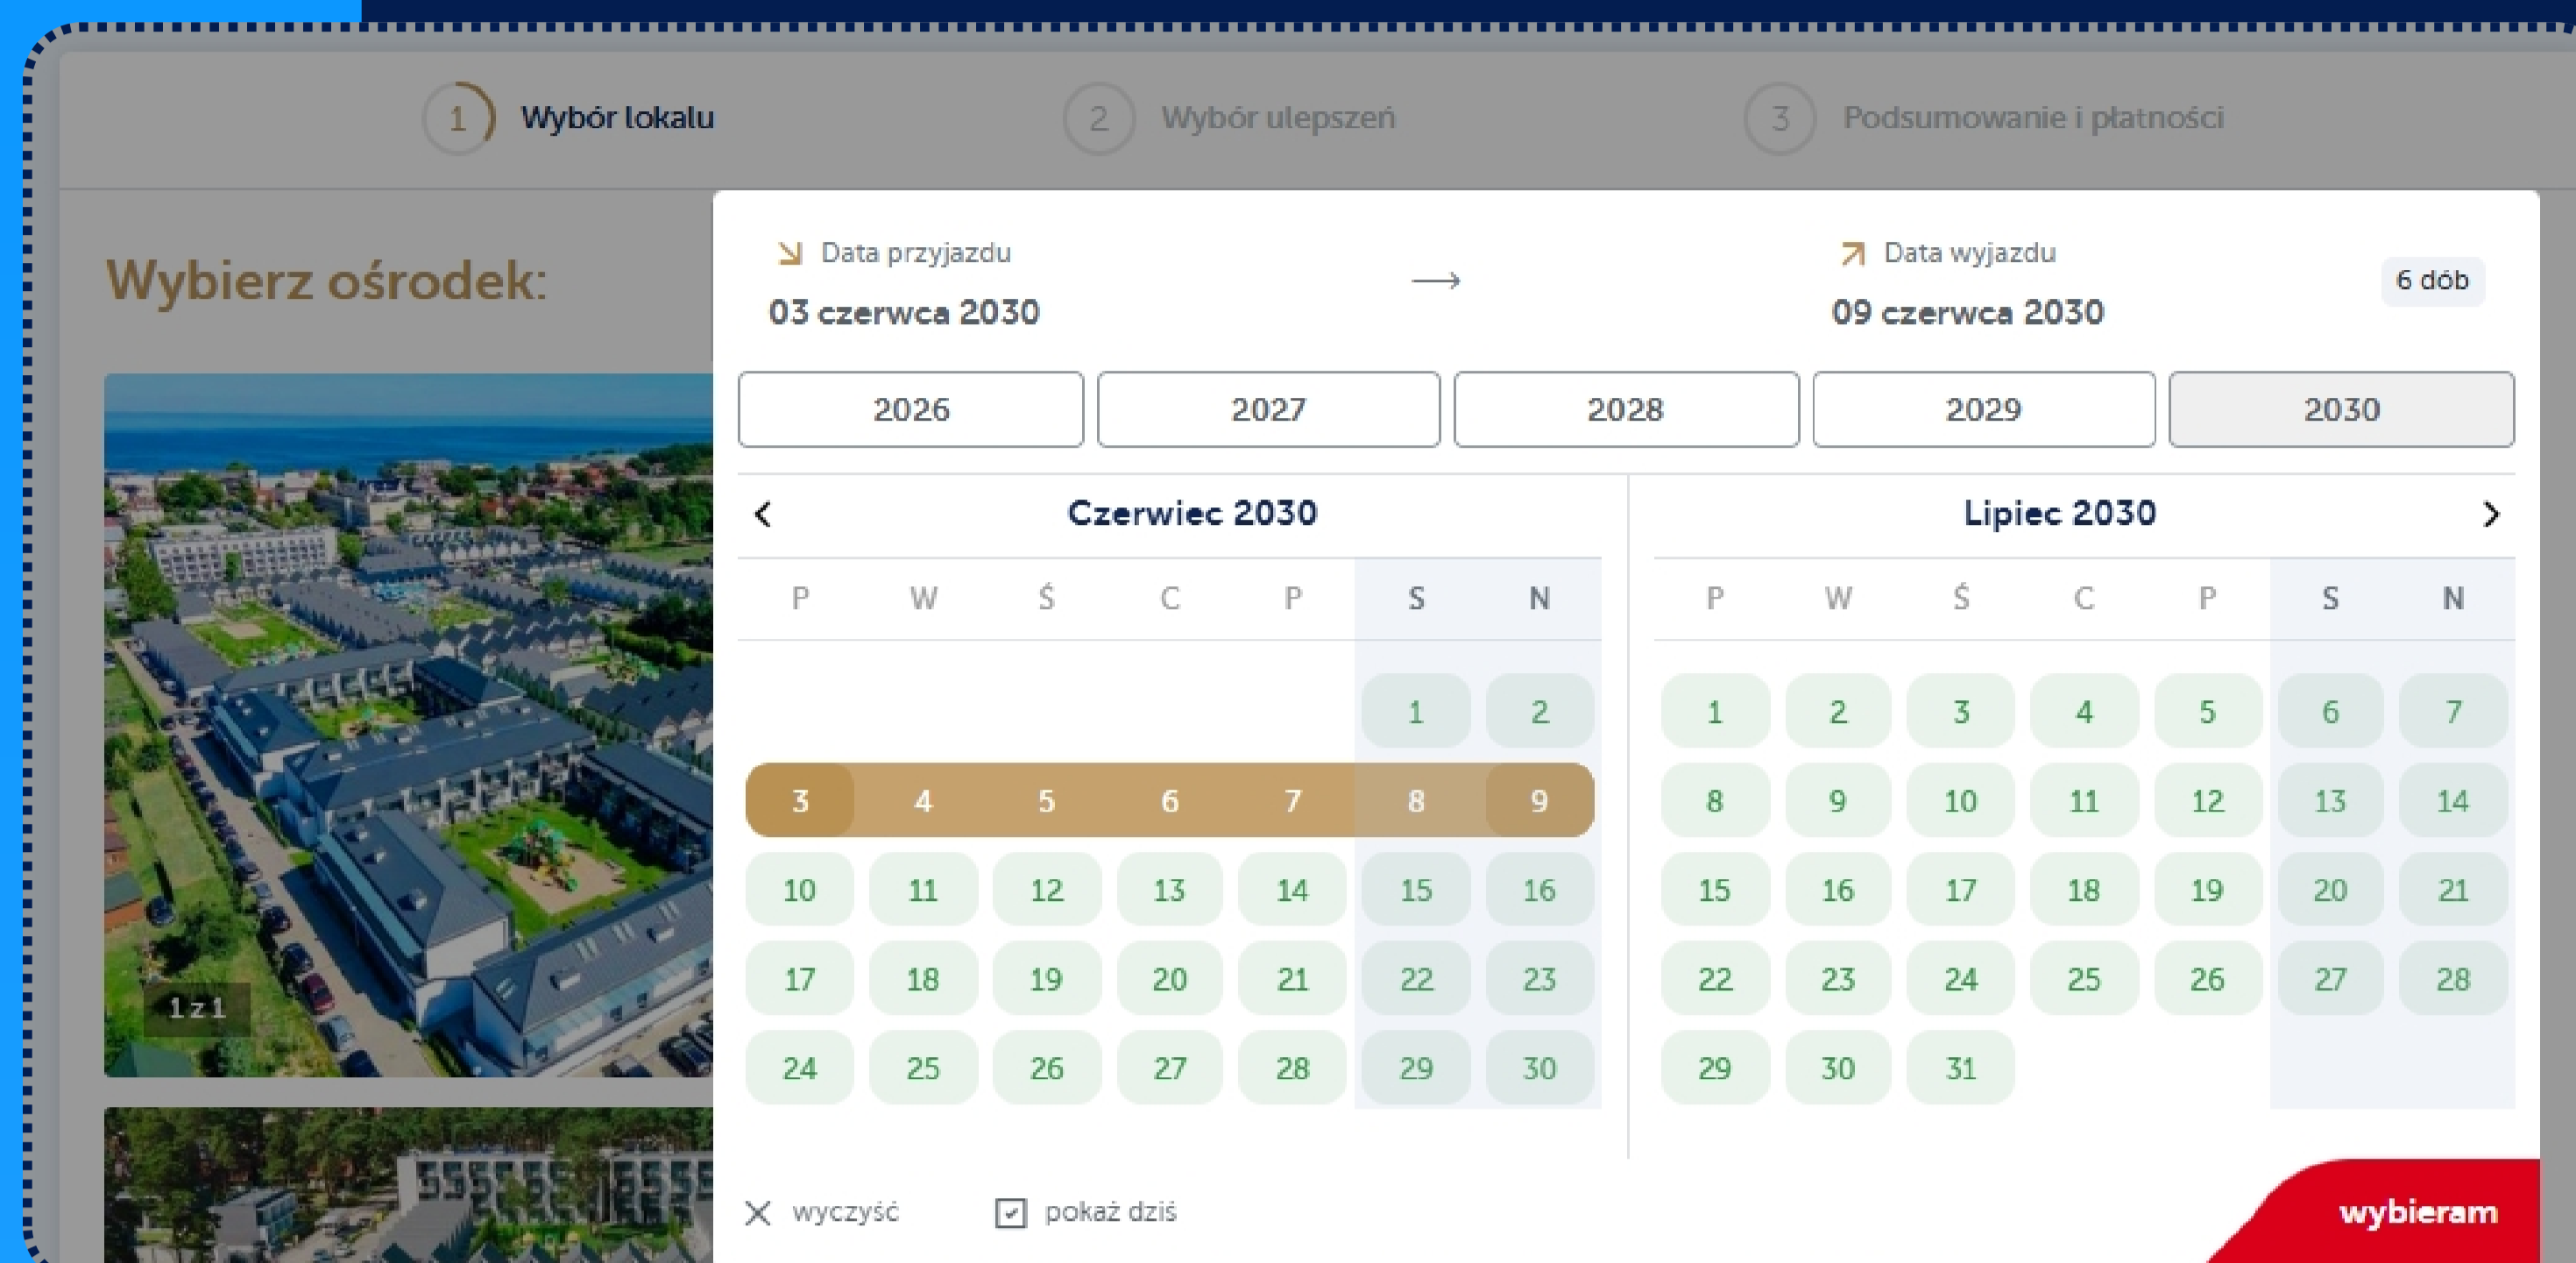 1 Wybór lokalu 2 Wybór ulepszeń 3 Podsumowanie i płatności
Wybierz ośrodek:
1 z 1
Data przyjazdu
03 czerwca 2030
Data wyjazdu
09 czerwca 2030
6 dób
2026 2027 2028 2029 2030
Czerwiec 2030
P W Ś C P S N
1 2
3 4 5 6 7 8 9
10 11 12 13 14 15 16
17 18 19 20 21 22 23
24 25 26 27 28 29 30
Lipiec 2030
P W Ś C P S N
1 2 3 4 5 6 7
8 9 10 11 12 13 14
15 16 17 18 19 20 21
22 23 24 25 26 27 28
29 30 31
wyczyść pokaż dziś
wybieram